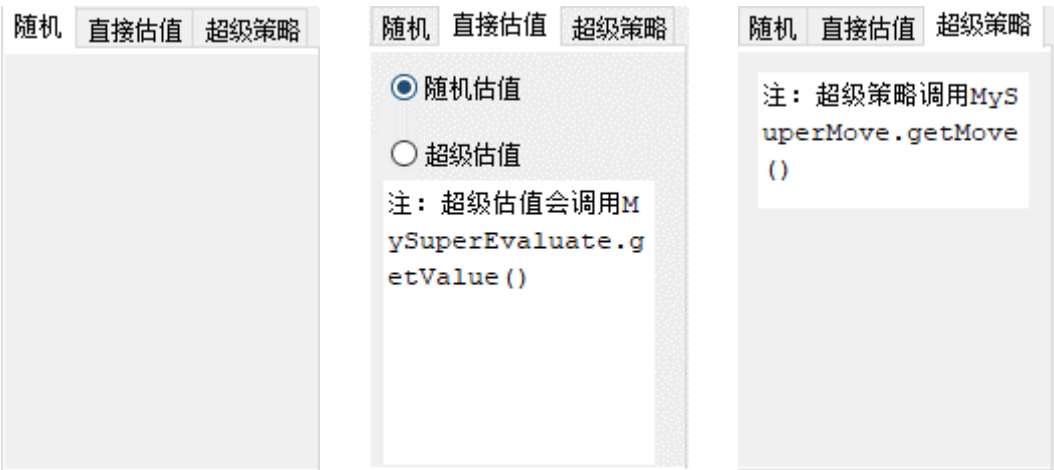 随机 直接估值 超级策略
随机 直接估值 超级策略
随机估值
超级估值
注：超级估值会调用M
ySuperEvaluate.g
etValue()
随机 直接估值 超级策略
注：超级策略调用MyS
uperMove.getMove
()